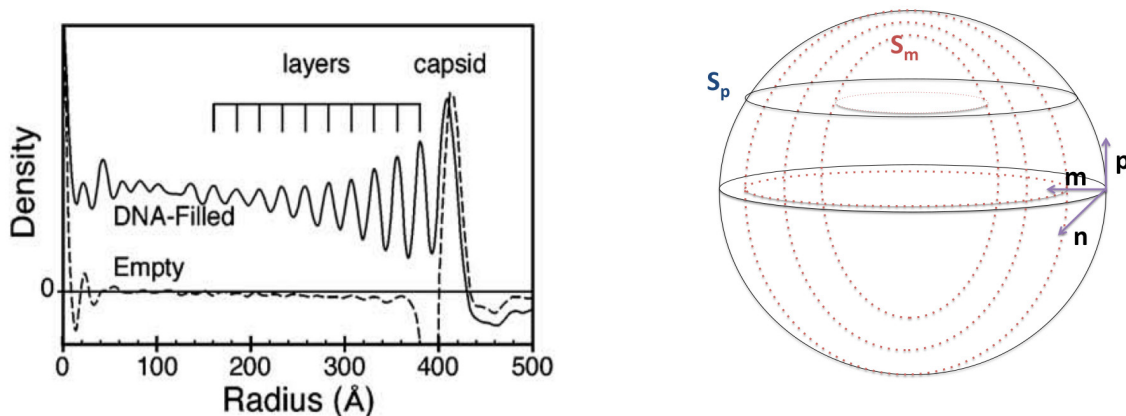 layers capsid
Density
DNA-Filled
Empty
0
0 100 200 300 400 500
Radius (Å)
Sm
Sp
p
m
n